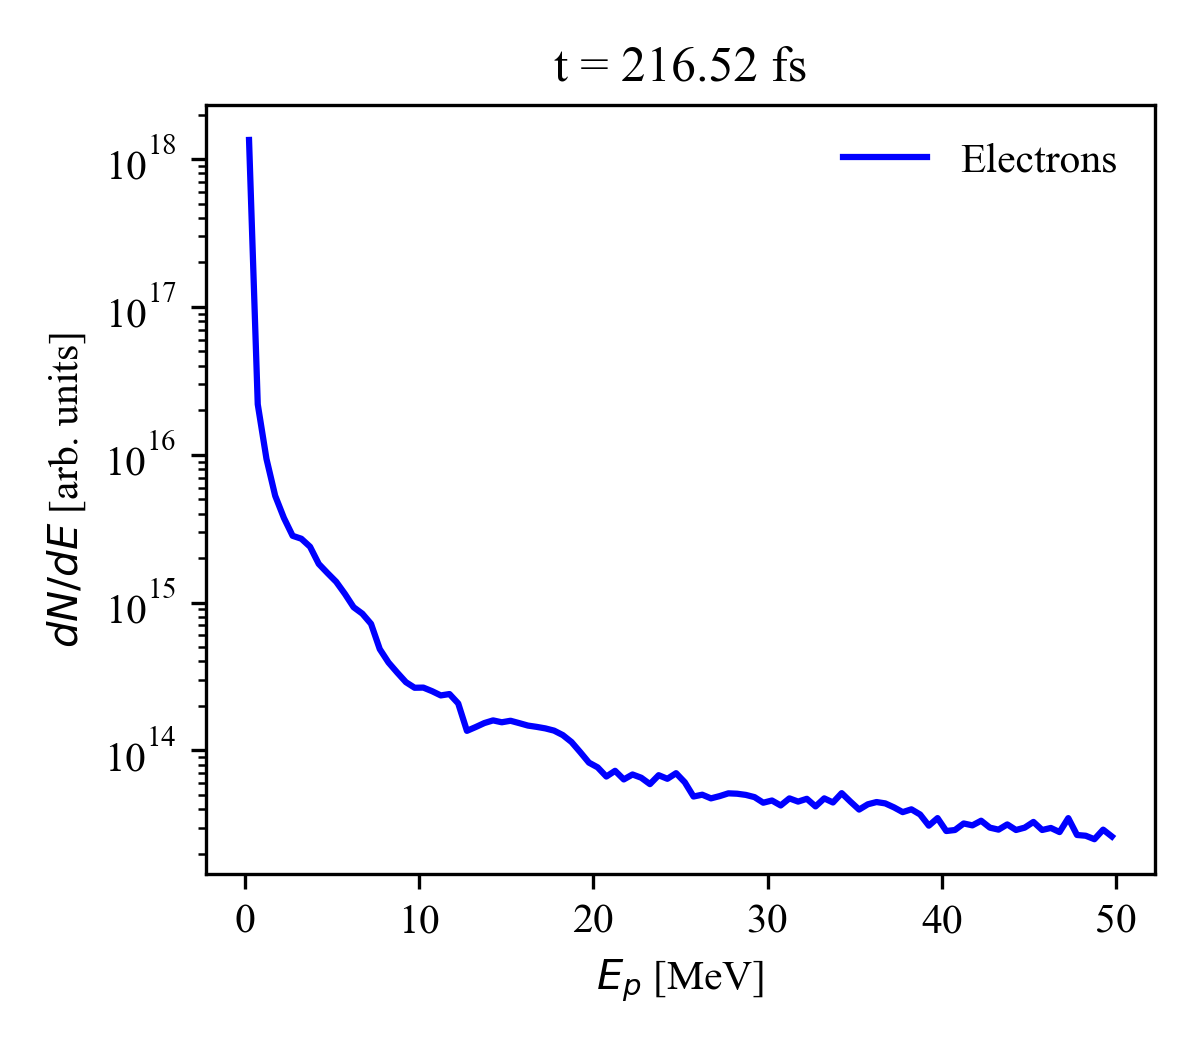 t = 216.52 fs
Electrons
dN/dE [arb. units]
10^18
10^17
10^16
10^15
10^14
0 10 20 30 40 50
E_p [MeV]